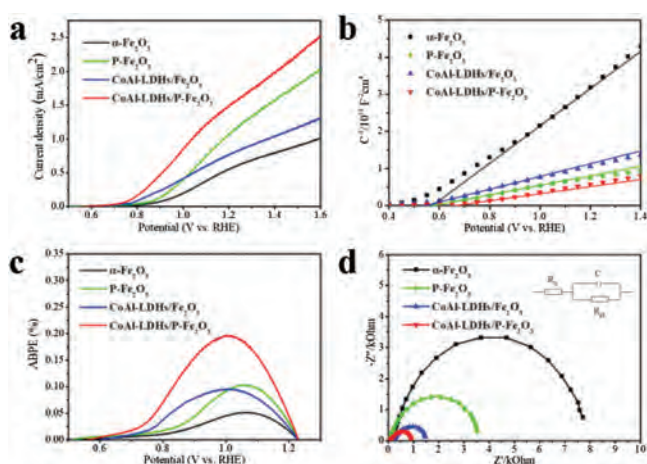 a
2.5
2.0
1.5
1.0
0.5
0.0
Current density (mA/cm²)
α-Fe₂O₃
P-Fe₂O₃
CoAl-LDHs/Fe₂O₃
CoAl-LDHs/P-Fe₂O₃
0.6 0.8 1.0 1.2 1.4 1.6
Potential (V vs. RHE)
b
5
4
3
2
1
0
α-Fe₂O₃
P-Fe₂O₃
CoAl-LDHs/Fe₂O₃
CoAl-LDHs/P-Fe₂O₃
0.4 0.6 0.8 1.0 1.2 1.4
Potential (V vs. RHE)
c
0.35
0.30
0.25
0.20
0.15
0.10
0.05
0.00
ABPE (%)
α-Fe₂O₃
P-Fe₂O₃
CoAl-LDHs/Fe₂O₃
CoAl-LDHs/P-Fe₂O₃
0.6 0.8 1.0 1.2
Potential (V vs. RHE)
d
6
5
4
3
2
1
0
-Z''/kOhm
α-Fe₂O₃
P-Fe₂O₃
CoAl-LDHs/Fe₂O₃
CoAl-LDHs/P-Fe₂O₃
C
0 1 2 3 4 5 6 7 8 9 10
Z'/kOhm